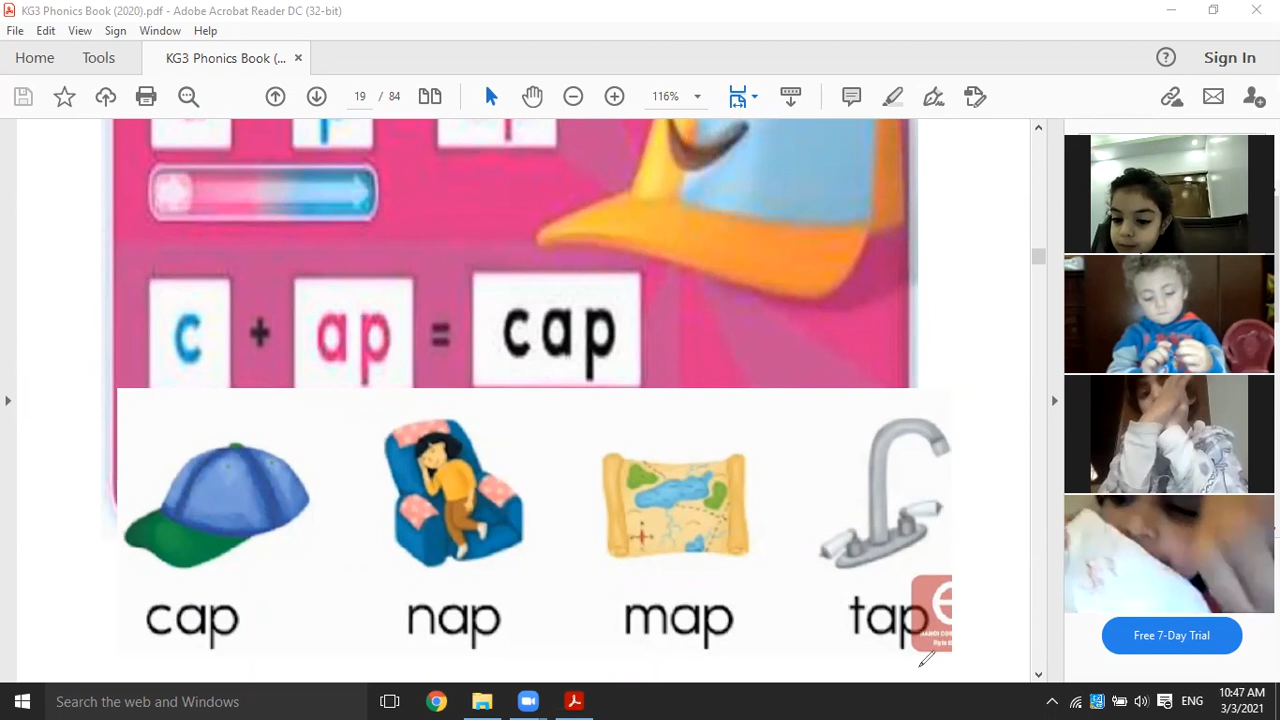 KG3 Phonics Book (2020).pdf - Adobe Acrobat Reader DC (32-bit)
File Edit View Sign Window Help
Home Tools KG3 Phonics Book (... × Sign In
19 / 84 116%
c + ap = cap
cap nap map tap
Free 7-Day Trial
Search the web and Windows
ENG
10:47 AM
3/3/2021